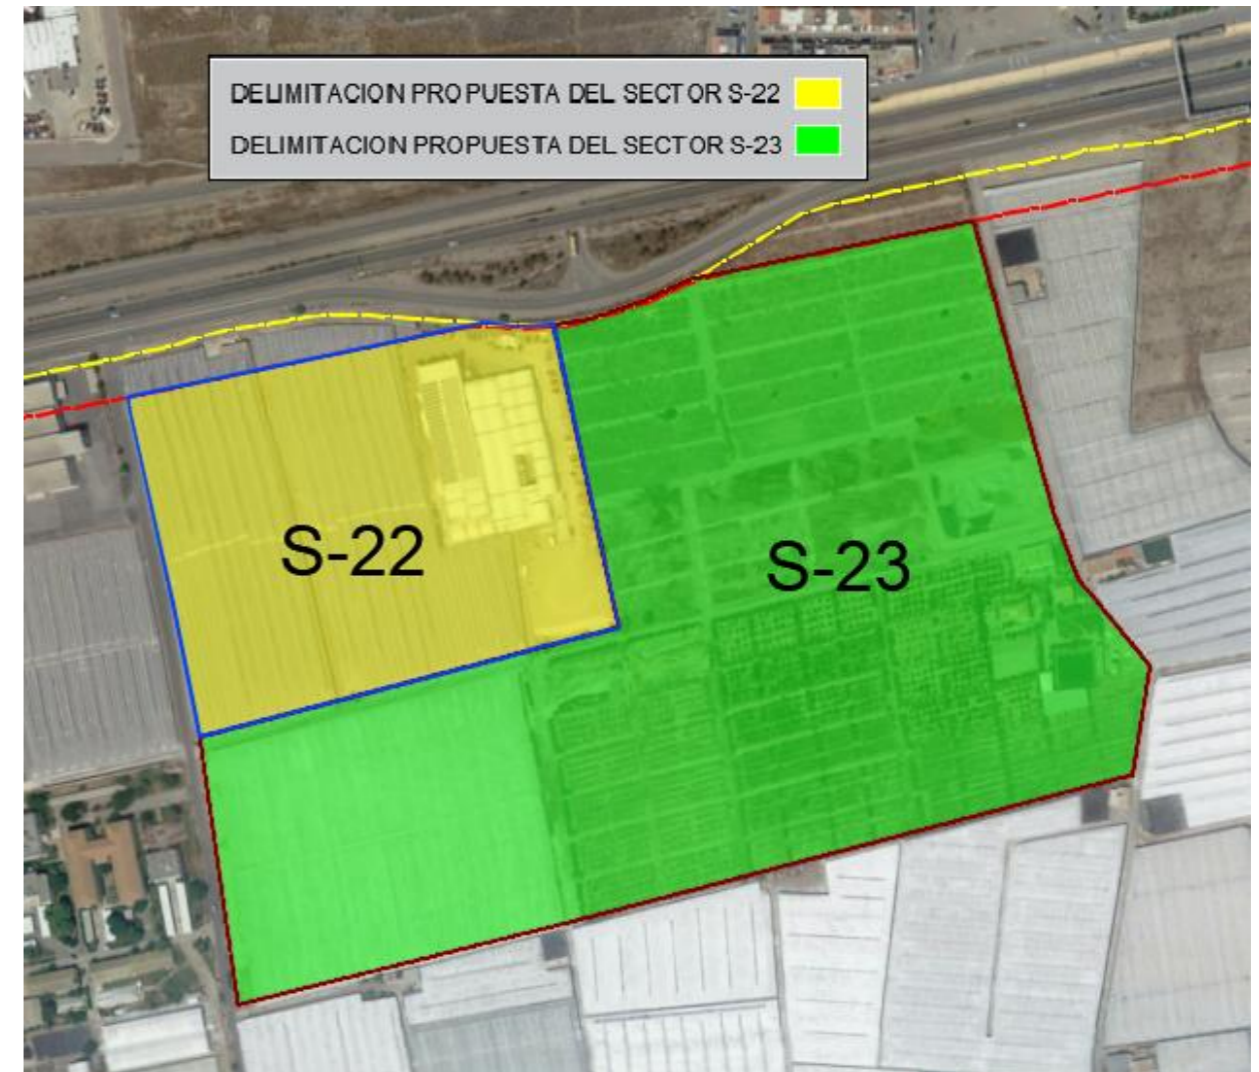 DELIMITACION PROPUESTA DEL SECTOR S-22
DELIMITACION PROPUESTA DEL SECTOR S-23
S-22
S-23